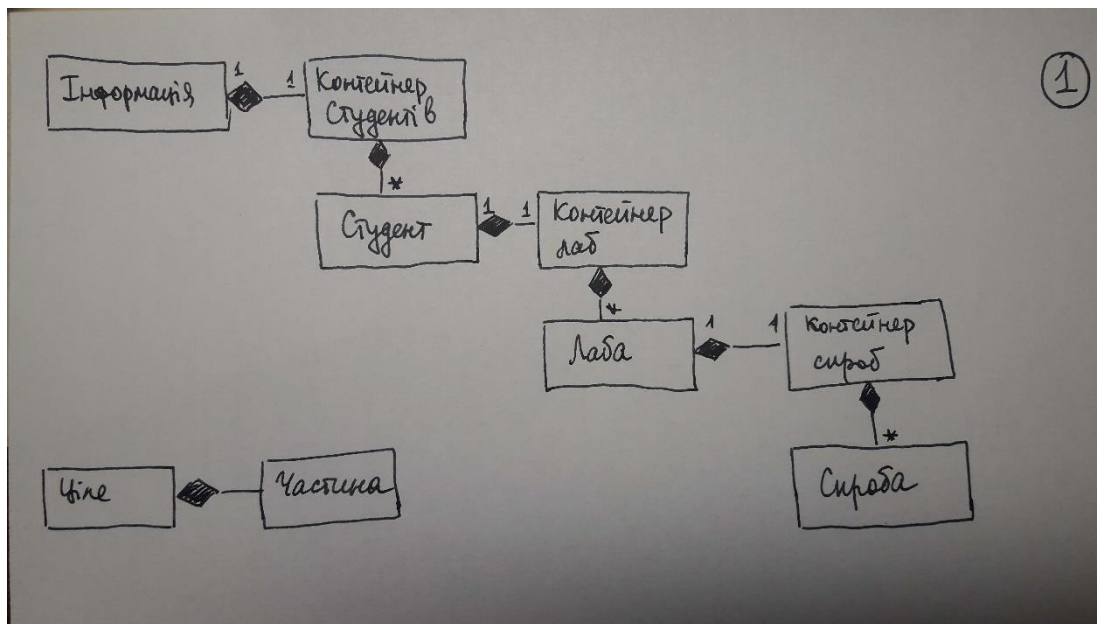 Інформація
1
1
Контейнер
Студентів
1
*
Студент
1
1
Контейнер
лаб
*
Лаба
1
1
Контейнер
спроб
*
Спроба
Ціле
Частина